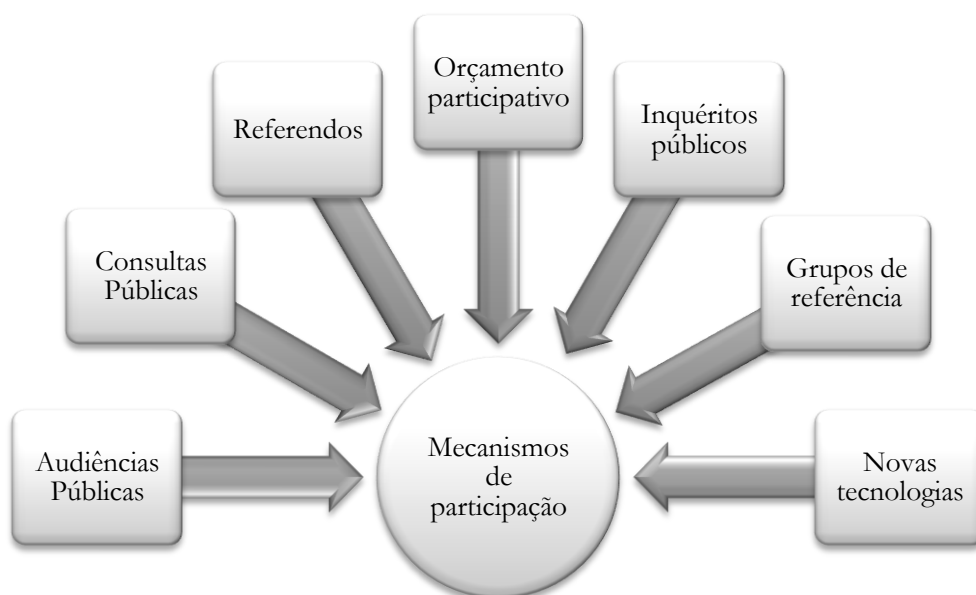 Orçamento
participativo
Referendos
Inquéritos
públicos
Consultas
Públicas
Grupos de
referência
Audiências
Públicas
Mecanismos
de
participação
Novas
tecnologias